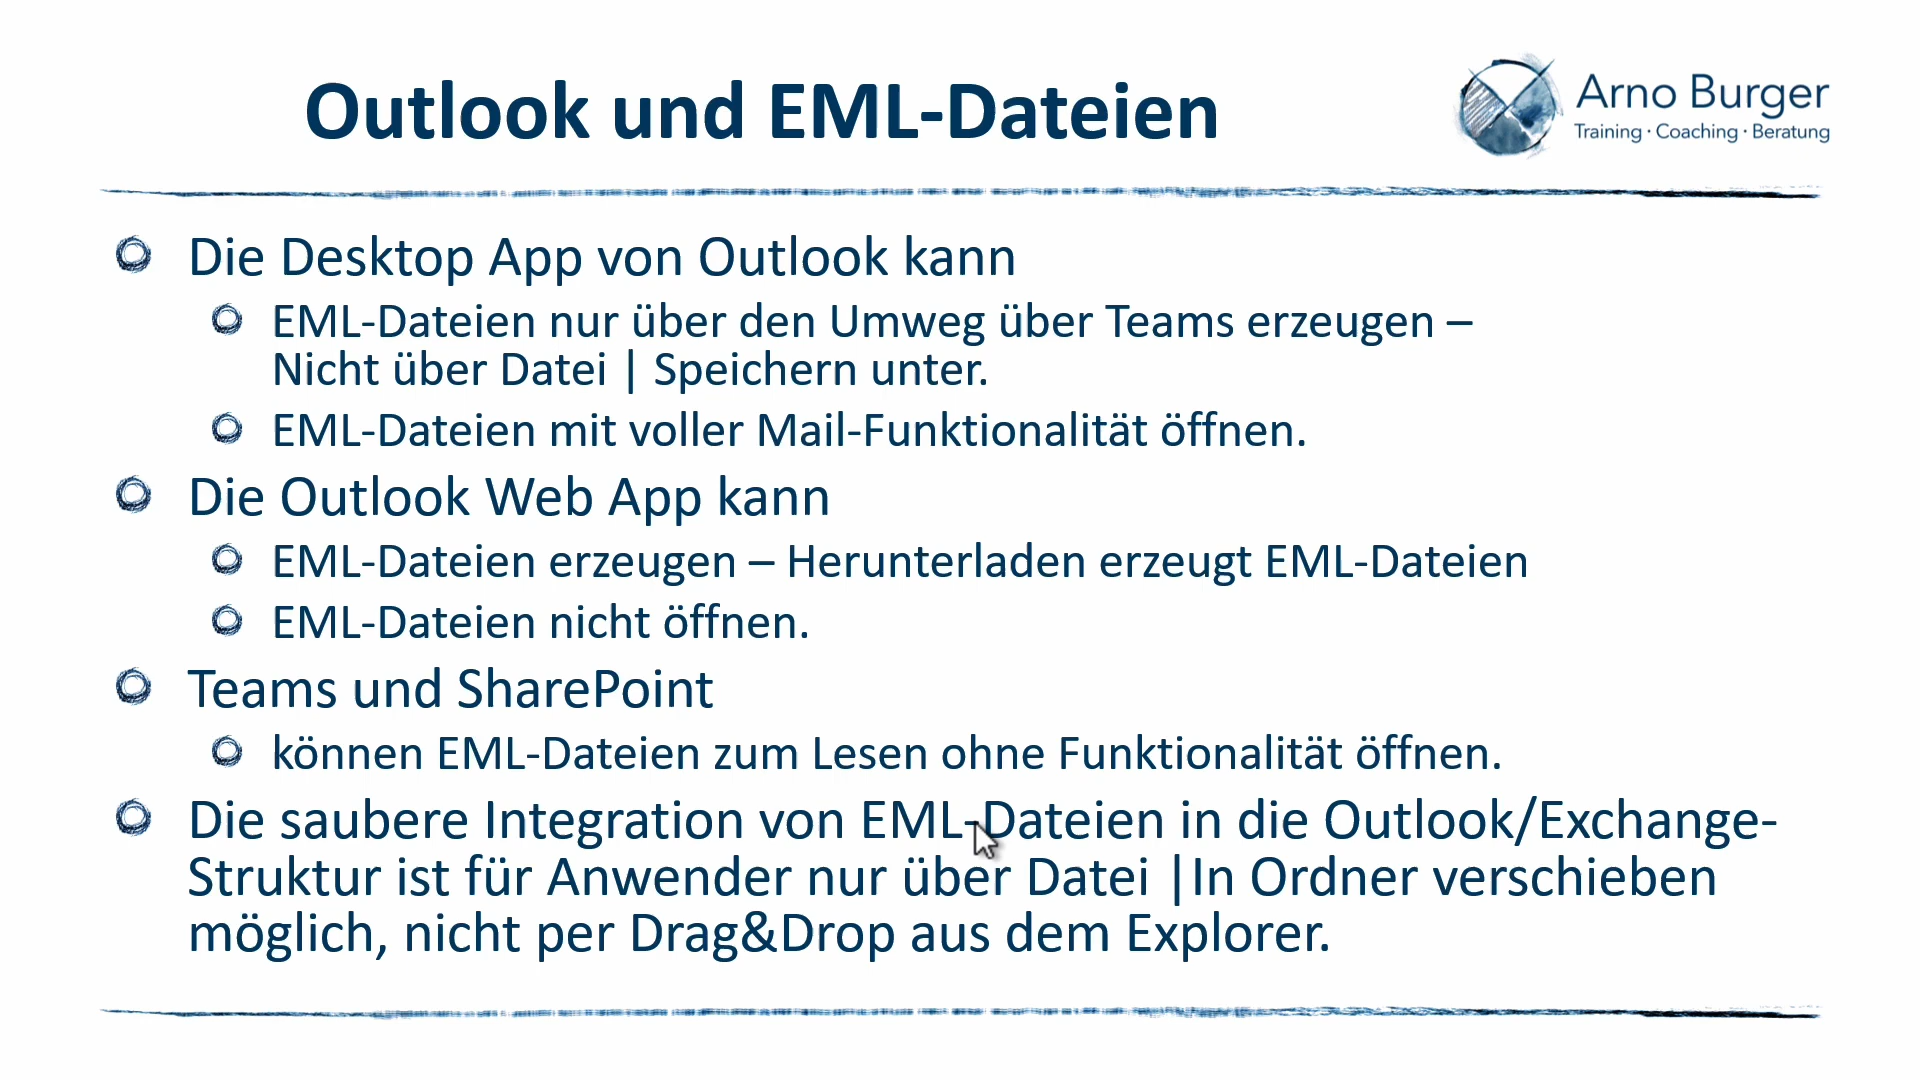 Outlook und EML-Dateien
Arno Burger
Training · Coaching · Beratung
Die Desktop App von Outlook kann
EML-Dateien nur über den Umweg über Teams erzeugen –
Nicht über Datei | Speichern unter.
EML-Dateien mit voller Mail-Funktionalität öffnen.
Die Outlook Web App kann
EML-Dateien erzeugen – Herunterladen erzeugt EML-Dateien
EML-Dateien nicht öffnen.
Teams und SharePoint
können EML-Dateien zum Lesen ohne Funktionalität öffnen.
Die saubere Integration von EML-Dateien in die Outlook/Exchange-
Struktur ist für Anwender nur über Datei |In Ordner verschieben
möglich, nicht per Drag&Drop aus dem Explorer.